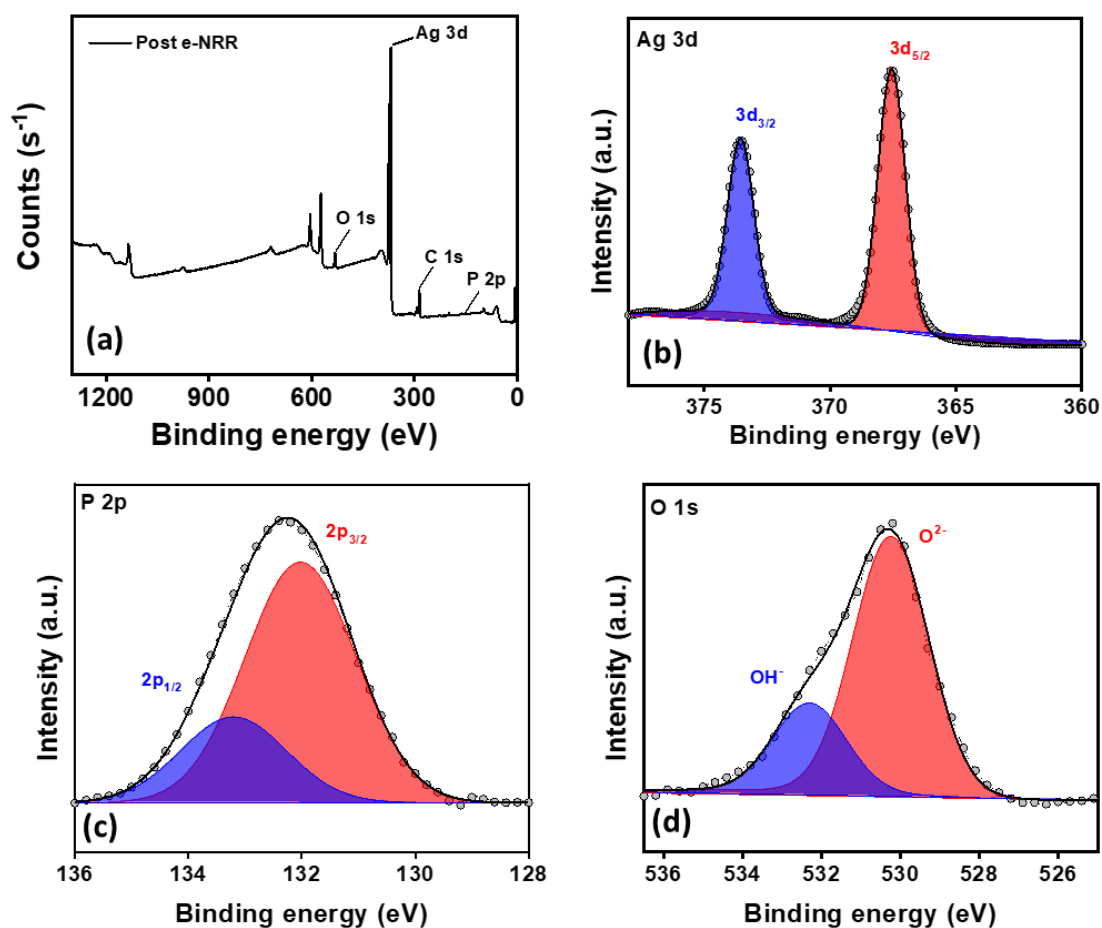 Post e-NRR
Ag 3d
O 1s
C 1s
P 2p
Counts (s⁻¹)
(a)
1200 900 600 300 0
Binding energy (eV)
Ag 3d
3d₅/₂
3d₃/₂
Intensity (a.u.)
(b)
375 370 365 360
Binding energy (eV)
P 2p
2p₃/₂
2p₁/₂
Intensity (a.u.)
(c)
136 134 132 130 128
Binding energy (eV)
O 1s
O²⁻
OH⁻
Intensity (a.u.)
(d)
536 534 532 530 528 526
Binding energy (eV)